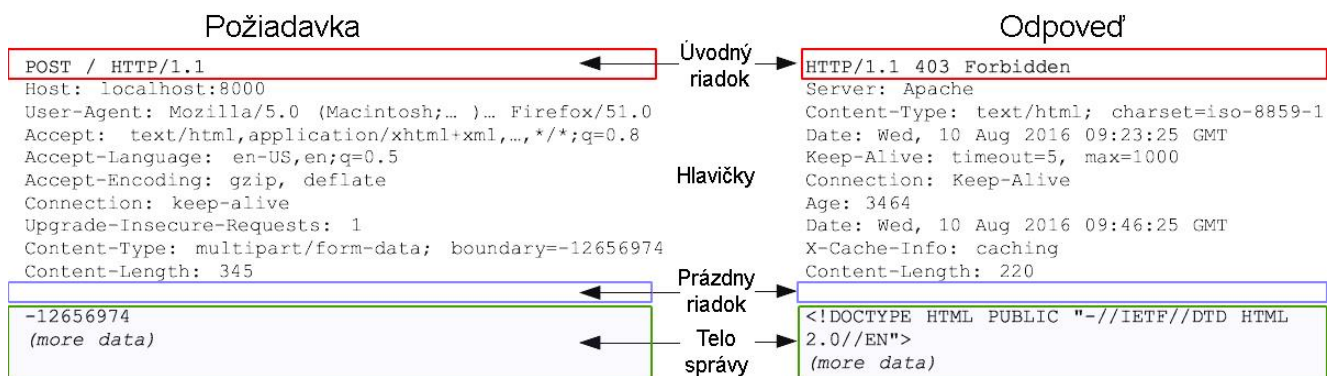 Požiadavka
POST / HTTP/1.1
Host: localhost:8000
User-Agent: Mozilla/5.0 (Macintosh;… )… Firefox/51.0
Accept: text/html,application/xhtml+xml,…,*/*;q=0.8
Accept-Language: en-US,en;q=0.5
Accept-Encoding: gzip, deflate
Connection: keep-alive
Upgrade-Insecure-Requests: 1
Content-Type: multipart/form-data; boundary=-12656974
Content-Length: 345
-12656974
(more data)
Úvodný
riadok
Hlavičky
Prázdny
riadok
Telo
správy
Odpoveď
HTTP/1.1 403 Forbidden
Server: Apache
Content-Type: text/html; charset=iso-8859-1
Date: Wed, 10 Aug 2016 09:23:25 GMT
Keep-Alive: timeout=5, max=1000
Connection: Keep-Alive
Age: 3464
Date: Wed, 10 Aug 2016 09:46:25 GMT
X-Cache-Info: caching
Content-Length: 220
<!DOCTYPE HTML PUBLIC "-//IETF//DTD HTML
2.0//EN">
(more data)